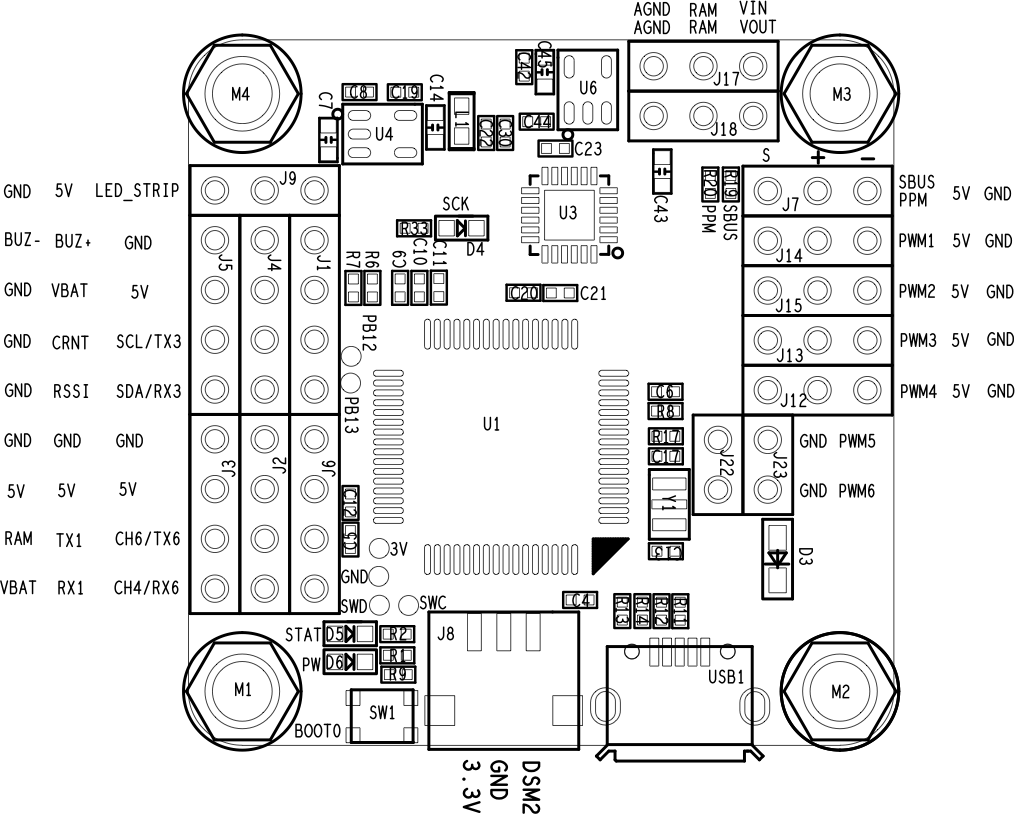 AGND RAM VIN
AGND RAM VOUT
M4
M3
C7
C8
C19
C14
L1
C22
C30
C42
C45
U6
J17
J18
U4
C44
C23
S + −
GND 5V LED_STRIP
J9
SCK
R33
D4
U3
C43
R20
R19
PPM
SBUS
J7
SBUS
PPM 5V GND
BUZ- BUZ+ GND
J5
J4
J1
R7
R6
C9
C10
C11
J14
PWM1 5V GND
GND VBAT 5V
C20
C21
J15
PWM2 5V GND
GND CRNT SCL/TX3
PB12
J13
PWM3 5V GND
GND RSSI SDA/RX3
PB13
C6
R8
J12
PWM4 5V GND
U1
GND GND GND
J3
J2
J6
R17
C17
J22
J23
GND PWM5
5V 5V 5V
C12
Y1
GND PWM6
RAM TX1 CH6/TX6
3V
D3
VBAT RX1 CH4/RX6
GND
SWD
SWC
C4
R13
R14
R12
R11
STAT D5 R2
PW D6 R1
R9
J8
USB1
M1
SW1
M2
BOOT0
3.3V
GND
DSM2